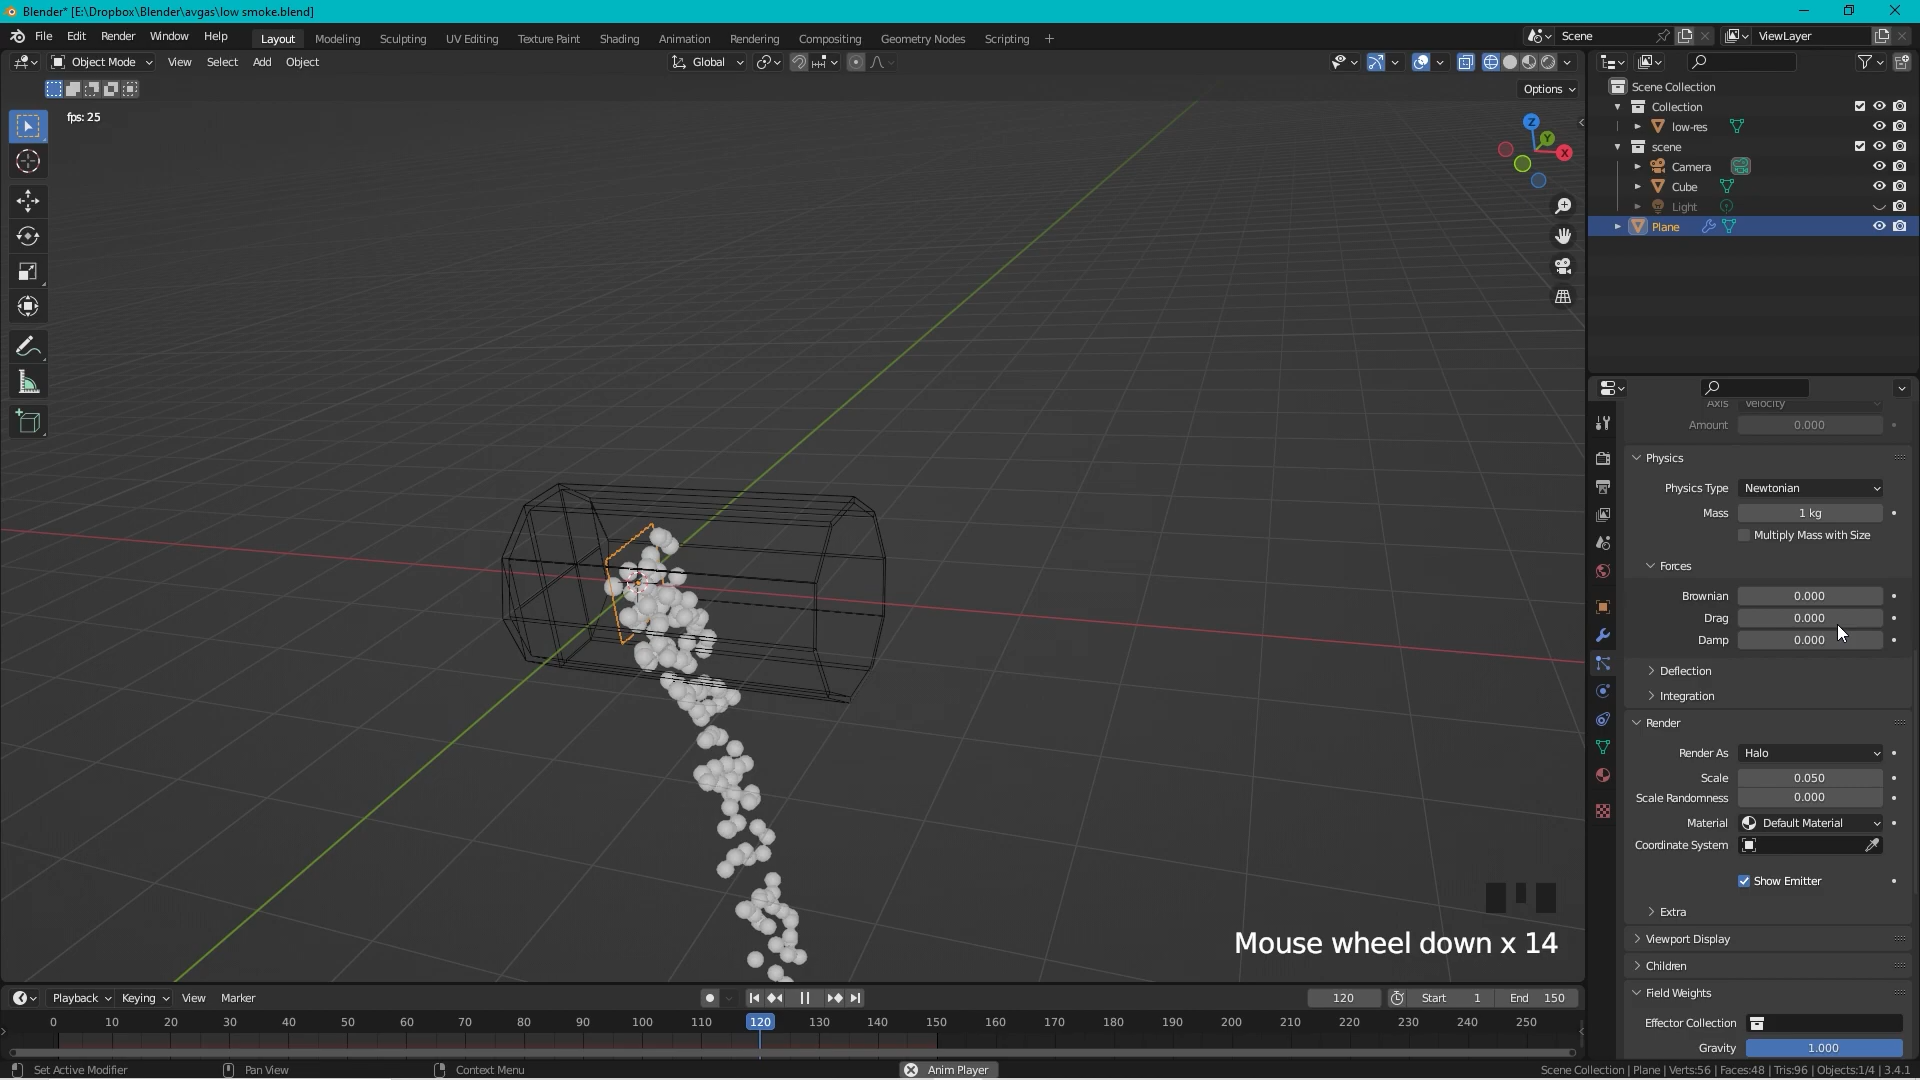 Blender* [E:\Dropbox\Blender\avgas\low smoke.blend]
File Edit Render Window Help Layout Modeling Sculpting UV Editing Texture Paint Shading Animation Rendering Compositing Geometry Nodes Scripting + Scene ViewLayer
Object Mode View Select Add Object Global
Options
fps: 25
Z
Y
X
Scene Collection
Collection
low-res
scene
Camera
Cube
Light
Plane
Axis Velocity
Amount 0.000
Physics
Physics Type Newtonian
Mass 1 kg
Multiply Mass with Size
Forces
Brownian 0.000
Drag 0.000
Damp 0.000
Deflection
Integration
Render
Render As Halo
Scale 0.050
Scale Randomness 0.000
Material Default Material
Coordinate System
Show Emitter
Extra
Viewport Display
Children
Field Weights
Effector Collection
Gravity 1.000
Mouse wheel down x 14
Playback Keying View Marker 120 Start 1 End 150
0 10 20 30 40 50 60 70 80 90 100 110 120 130 140 150 160 170 180 190 200 210 220 230 240 250
Set Active Modifier Pan View Context Menu Anim Player Scene Collection | Plane | Verts:56 | Faces:48 | Tris:96 | Objects:1/4 | 3.4.1